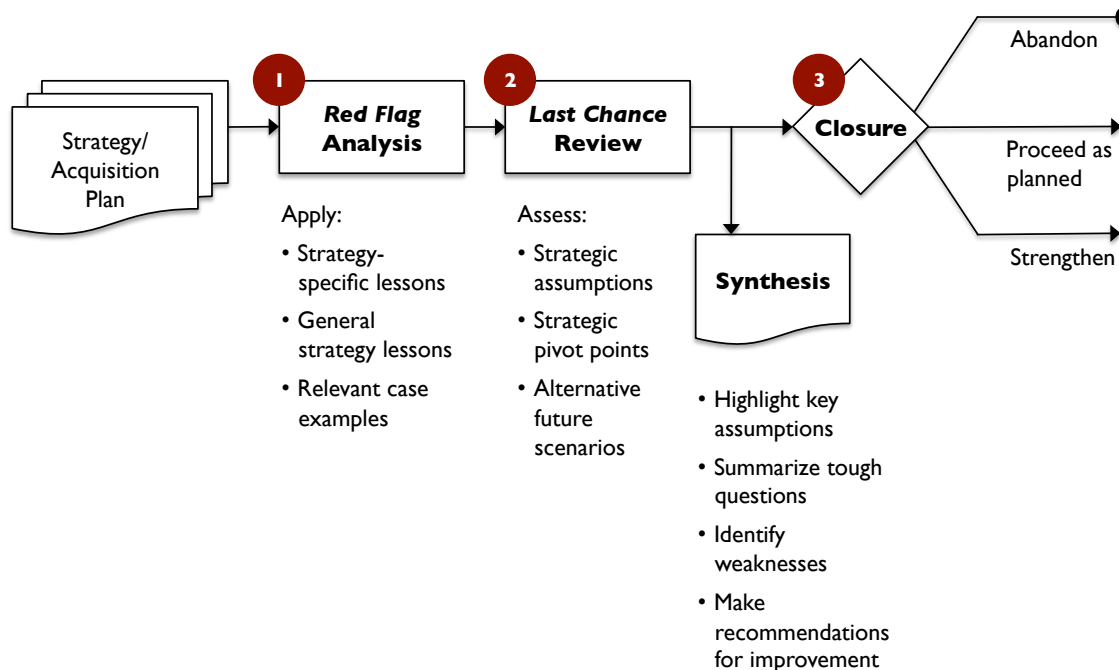 Strategy/
Acquisition
Plan
1
Red Flag
Analysis
Apply:
• Strategy-
specific lessons
• General
strategy lessons
• Relevant case
examples
2
Last Chance
Review
Assess:
• Strategic
assumptions
• Strategic
pivot points
• Alternative
future
scenarios
Synthesis
• Highlight key
assumptions
• Summarize tough
questions
• Identify
weaknesses
• Make
recommendations
for improvement
3
Closure
Abandon
Proceed as
planned
Strengthen